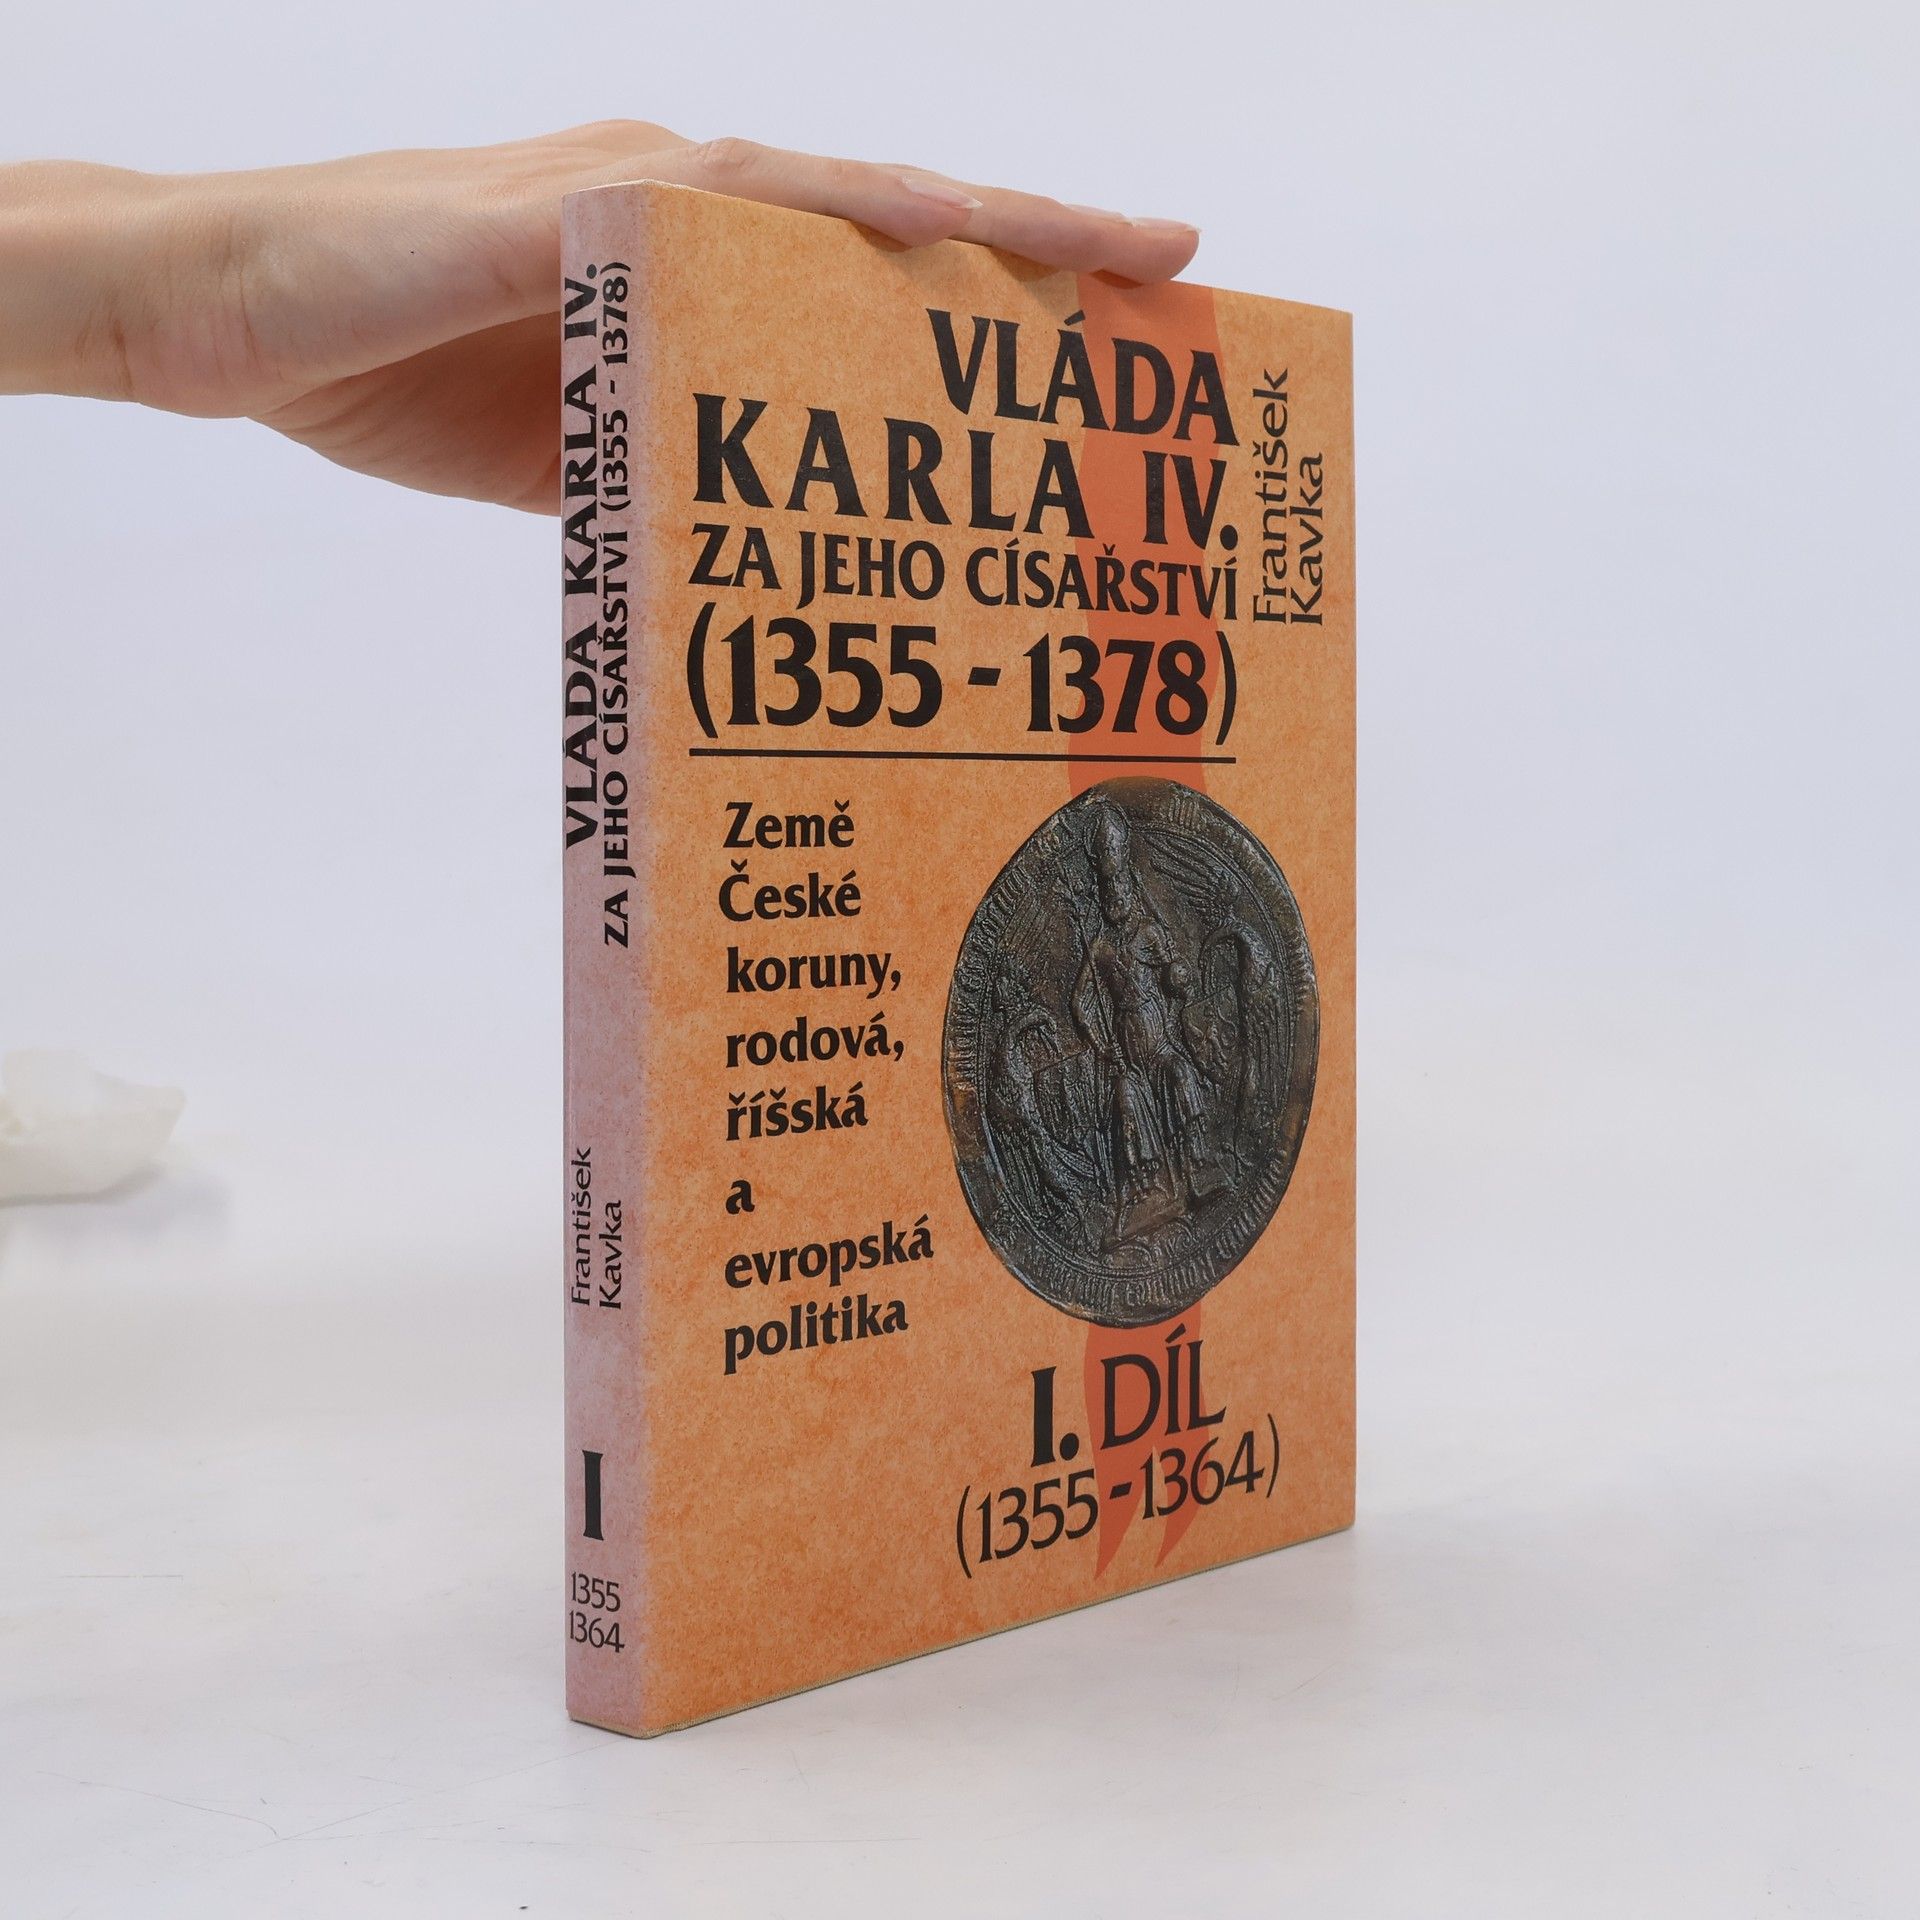 VLÁDA
KARLA IV.
ZA JEHO CÍSAŘSTVÍ
(1355 - 1378)
František
Kavka
Země
České
koruny,
rodová,
říšská
a
evropská
politika
I. DÍL
(1355 - 1364)
VLÁDA KARLA IV.
ZA JEHO CÍSAŘSTVÍ (1355 - 1378)
František
Kavka
I
1355
1364